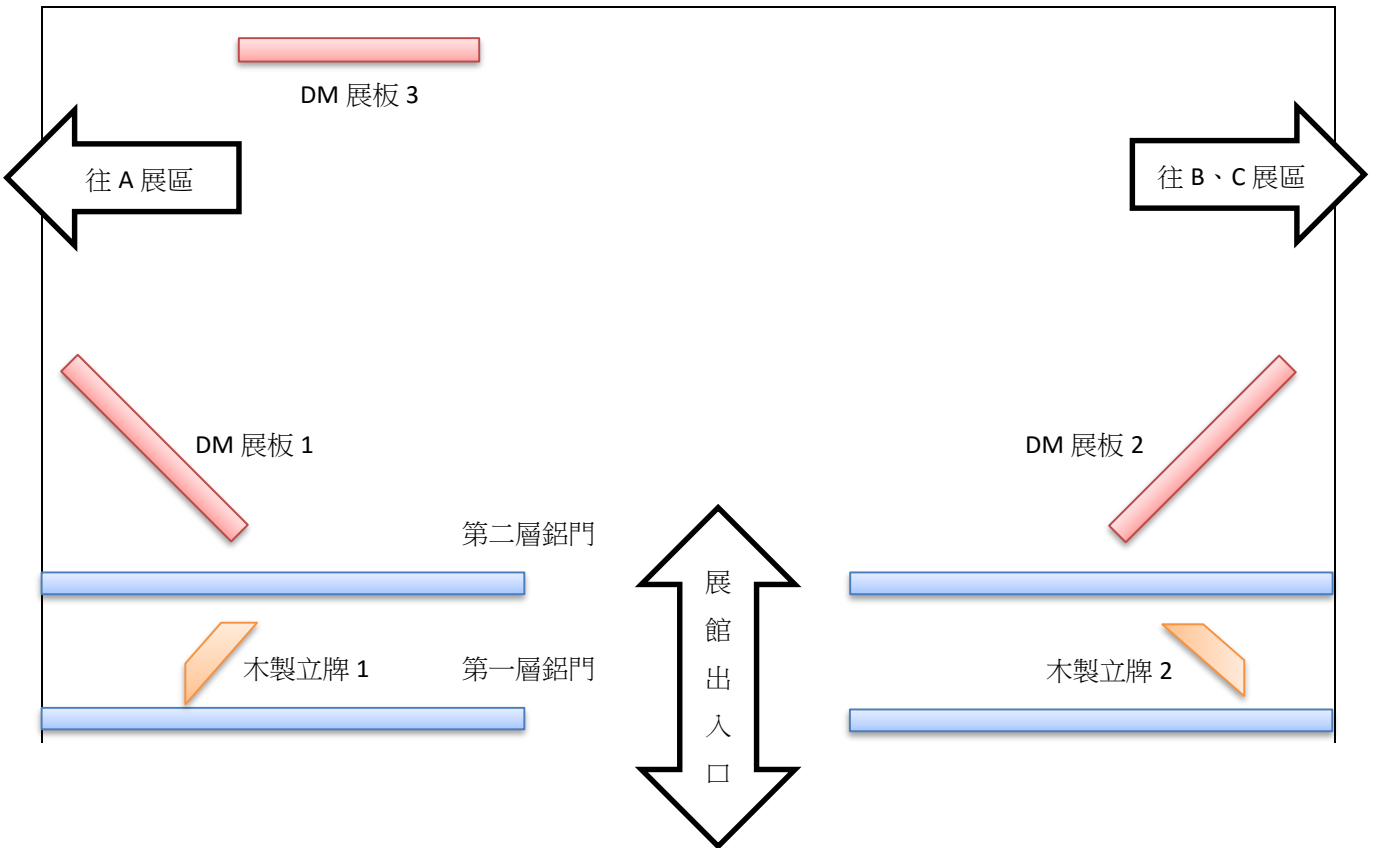 DM 展板 3
往 A 展區
往 B、C 展區
DM 展板 1
DM 展板 2
第二層鋁門
展
館
出
入
口
木製立牌 1
第一層鋁門
木製立牌 2